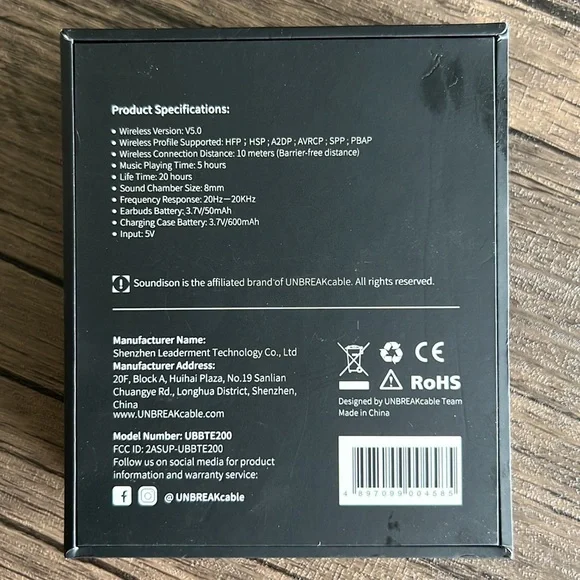 Product Specifications:
• Wireless Version: V5.0
• Wireless Profile Supported: HFP ; HSP ; A2DP ; AVRCP ; SPP ; PBAP
• Wireless Connection Distance: 10 meters (Barrier-free distance)
• Music Playing Time: 5 hours
• Life Time: 20 hours
• Sound Chamber Size: 8mm
• Frequency Response: 20Hz—20KHz
• Earbuds Battery: 3.7V/50mAh
• Charging Case Battery: 3.7V/600mAh
• Input: 5V
Soundison is the affiliated brand of UNBREAKcable. All rights reserved.
Manufacturer Name:
Shenzhen Leaderment Technology Co., Ltd
Manufacturer Address:
20F, Block A, Huihai Plaza, No.19 Sanlian
Chuangye Rd., Longhua District, Shenzhen,
China
www.UNBREAKcable.com
Model Number: UBBTE200
FCC ID: 2ASUP-UBBTE200
Follow us on social media for product
information and warranty service:
@ UNBREAKcable
CE
RoHS
Designed by UNBREAKcable Team
Made in China
4 897099 004685